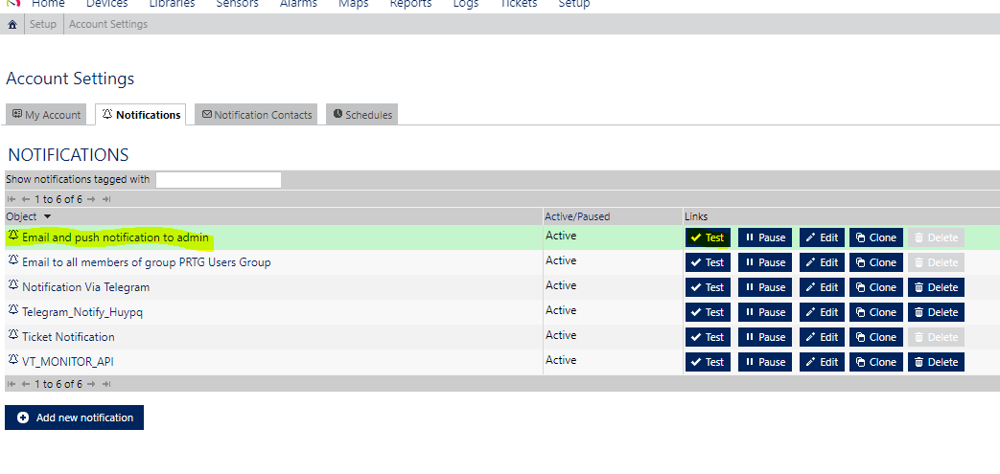 Home Devices Libraries Sensors Alarms Maps Reports Logs Tickets Setup
Setup Account Settings
Account Settings
My Account Notifications Notification Contacts Schedules
NOTIFICATIONS
Show notifications tagged with
1 to 6 of 6
Object Active/Paused Links
Email and push notification to admin Active Test Pause Edit Clone Delete
Email to all members of group PRTG Users Group Active Test Pause Edit Clone Delete
Notification Via Telegram Active Test Pause Edit Clone Delete
Telegram_Notify_Huypq Active Test Pause Edit Clone Delete
Ticket Notification Active Test Pause Edit Clone Delete
VT_MONITOR_API Active Test Pause Edit Clone Delete
1 to 6 of 6
Add new notification